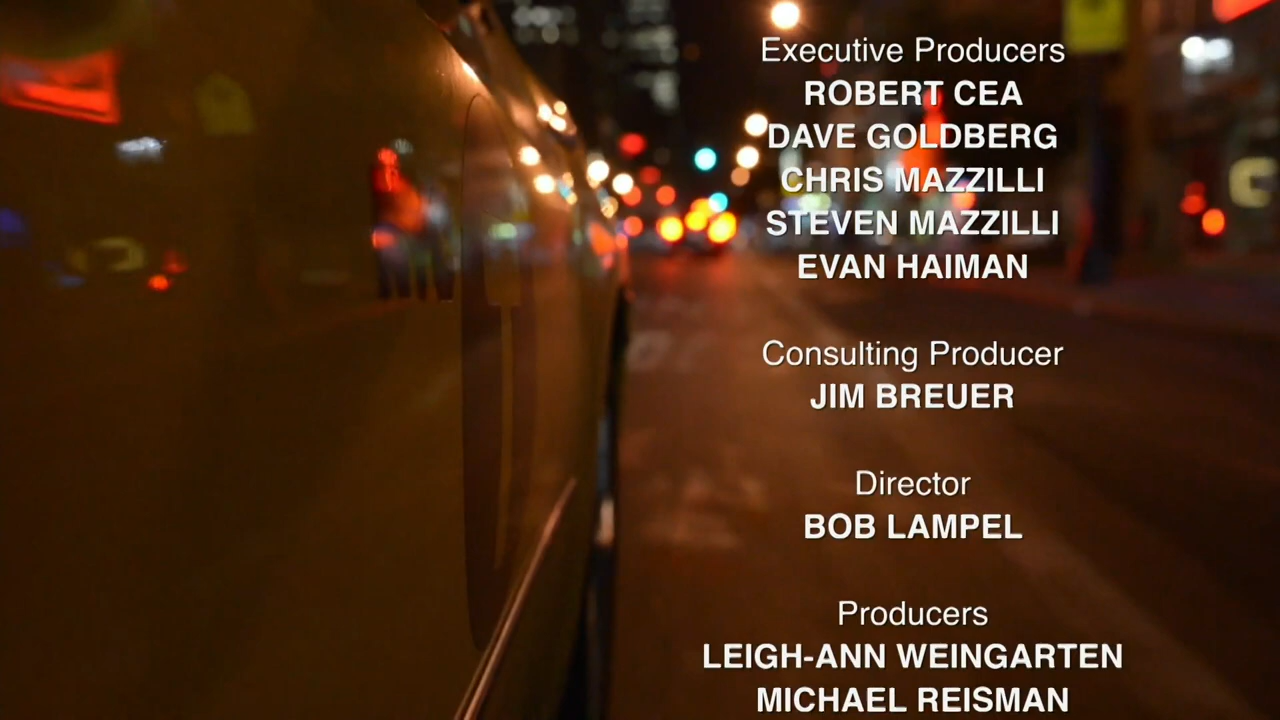 Executive Producers
ROBERT CEA
DAVE GOLDBERG
CHRIS MAZZILLI
STEVEN MAZZILLI
EVAN HAIMAN
Consulting Producer
JIM BREUER
Director
BOB LAMPEL
Producers
LEIGH-ANN WEINGARTEN
MICHAEL REISMAN